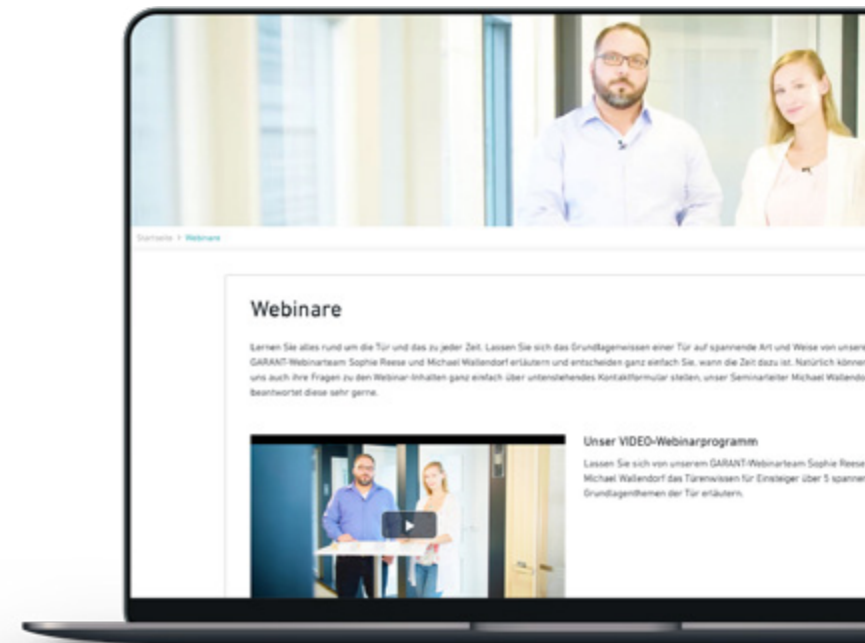 Startseite > Webinare
Webinare
Lernen Sie alles rund um die Tür und das zu jeder Zeit. Lassen Sie sich das Grundlagenwissen einer Tür auf spannende Art und Weise von unsere
GARANT-Webinarteam Sophie Reese und Michael Wallendorf erläutern und entscheiden ganz einfach Sie, wann die Zeit dazu ist. Natürlich können
uns auch ihre Fragen zu den Webinar-Inhalten ganz einfach über untenstehendes Kontaktformular stellen, unser Seminarleiter Michael Wallendo
beantwortet diese sehr gerne.
Unser VIDEO-Webinarprogramm
Lassen Sie sich von unserem GARANT-Webinarteam Sophie Reese
Michael Wallendorf das Türenwissen für Einsteiger über 5 spannen
Grundlagenthemen der Tür erläutern.